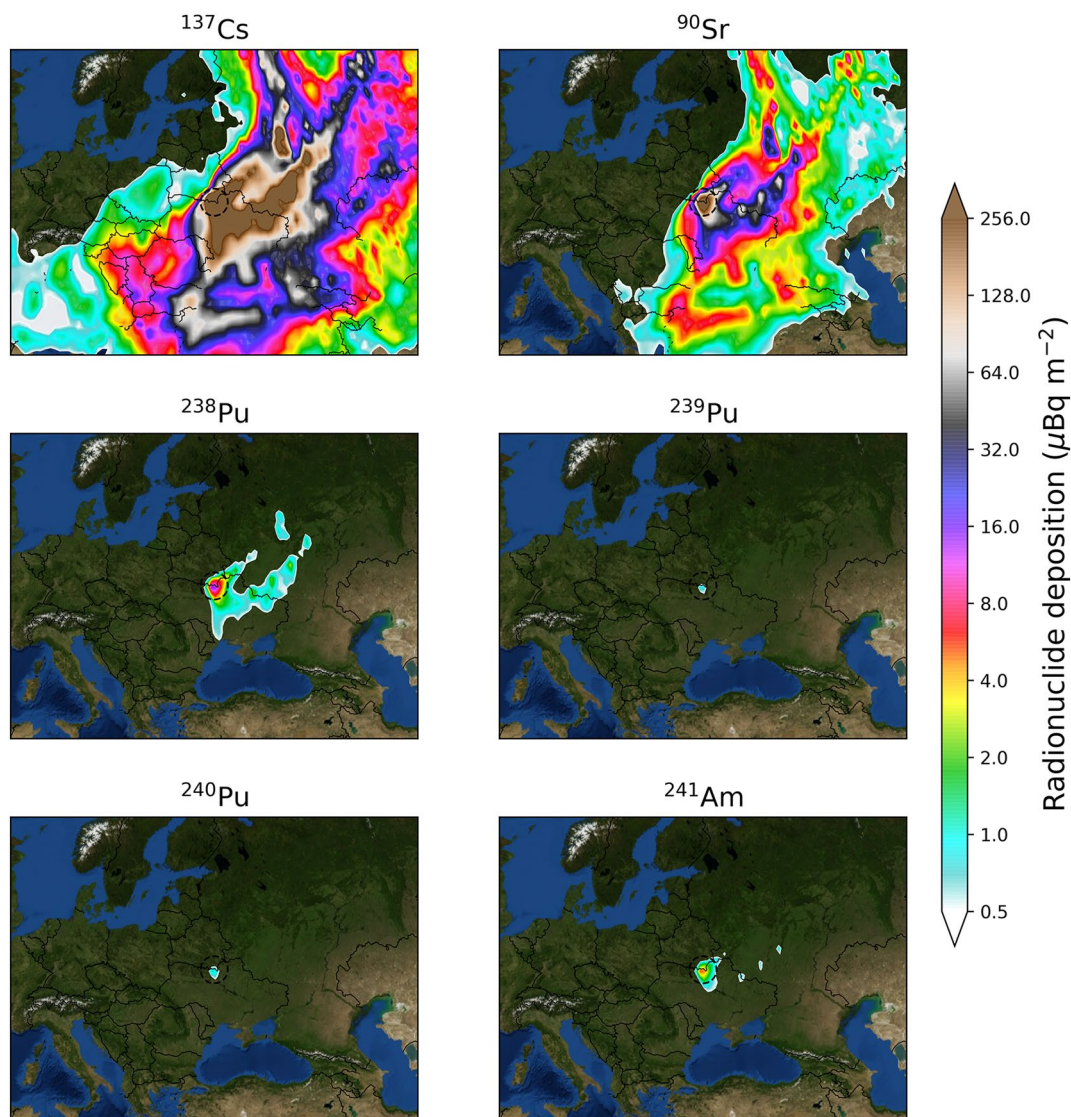 ¹³⁷Cs
⁹⁰Sr
²³⁸Pu
²³⁹Pu
²⁴⁰Pu
²⁴¹Am
256.0
128.0
64.0
32.0
16.0
8.0
4.0
2.0
1.0
0.5
Radionuclide deposition (μBq m⁻²)